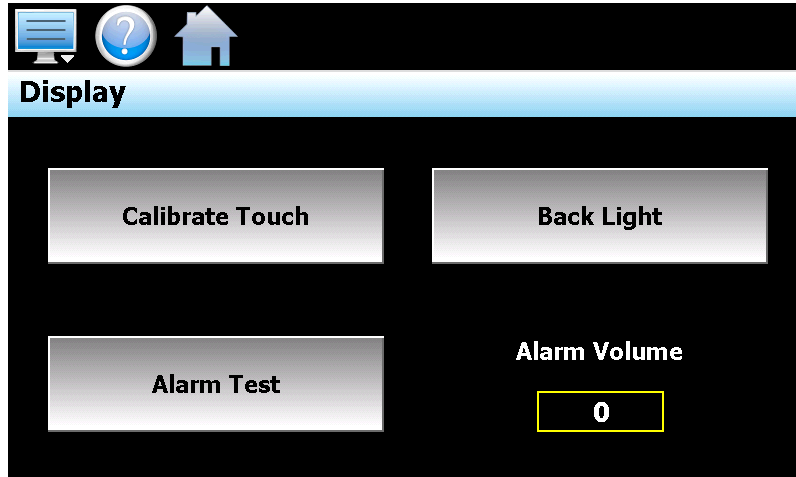 ?
Display
Calibrate Touch
Back Light
Alarm Volume
Alarm Test
0